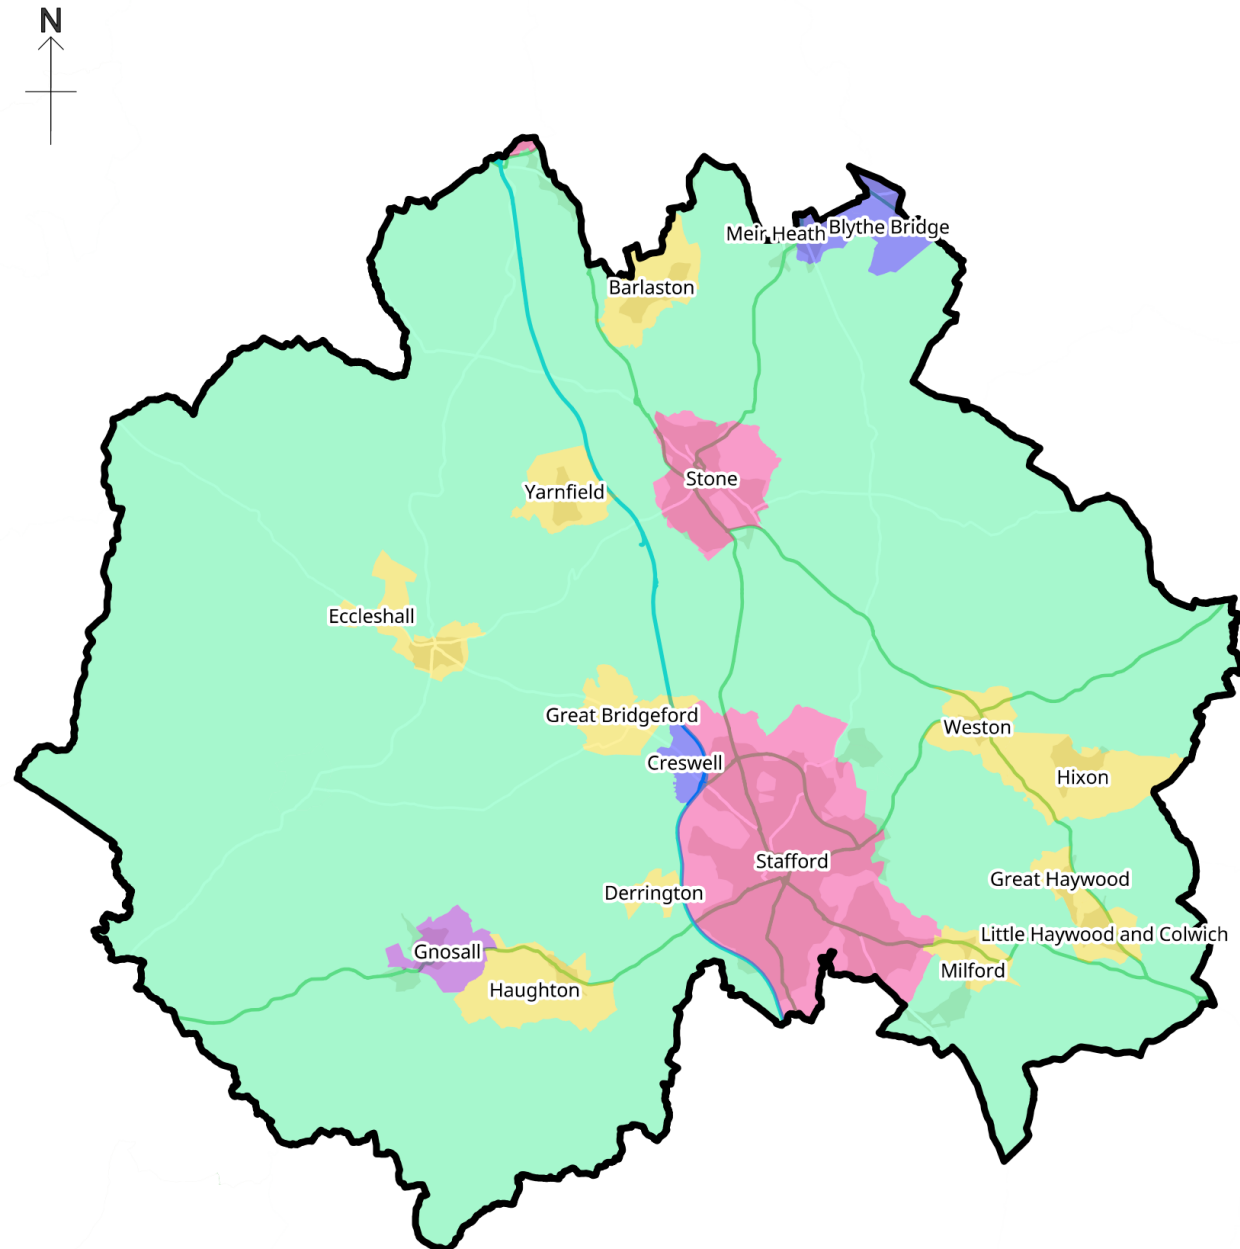 N
Meir Heath
Blythe Bridge
Barlaston
Stone
Yarnfield
Eccleshall
Great Bridgeford
Weston
Creswell
Hixon
Stafford
Great Haywood
Derrington
Little Haywood and Colwich
Gnosall
Milford
Haughton